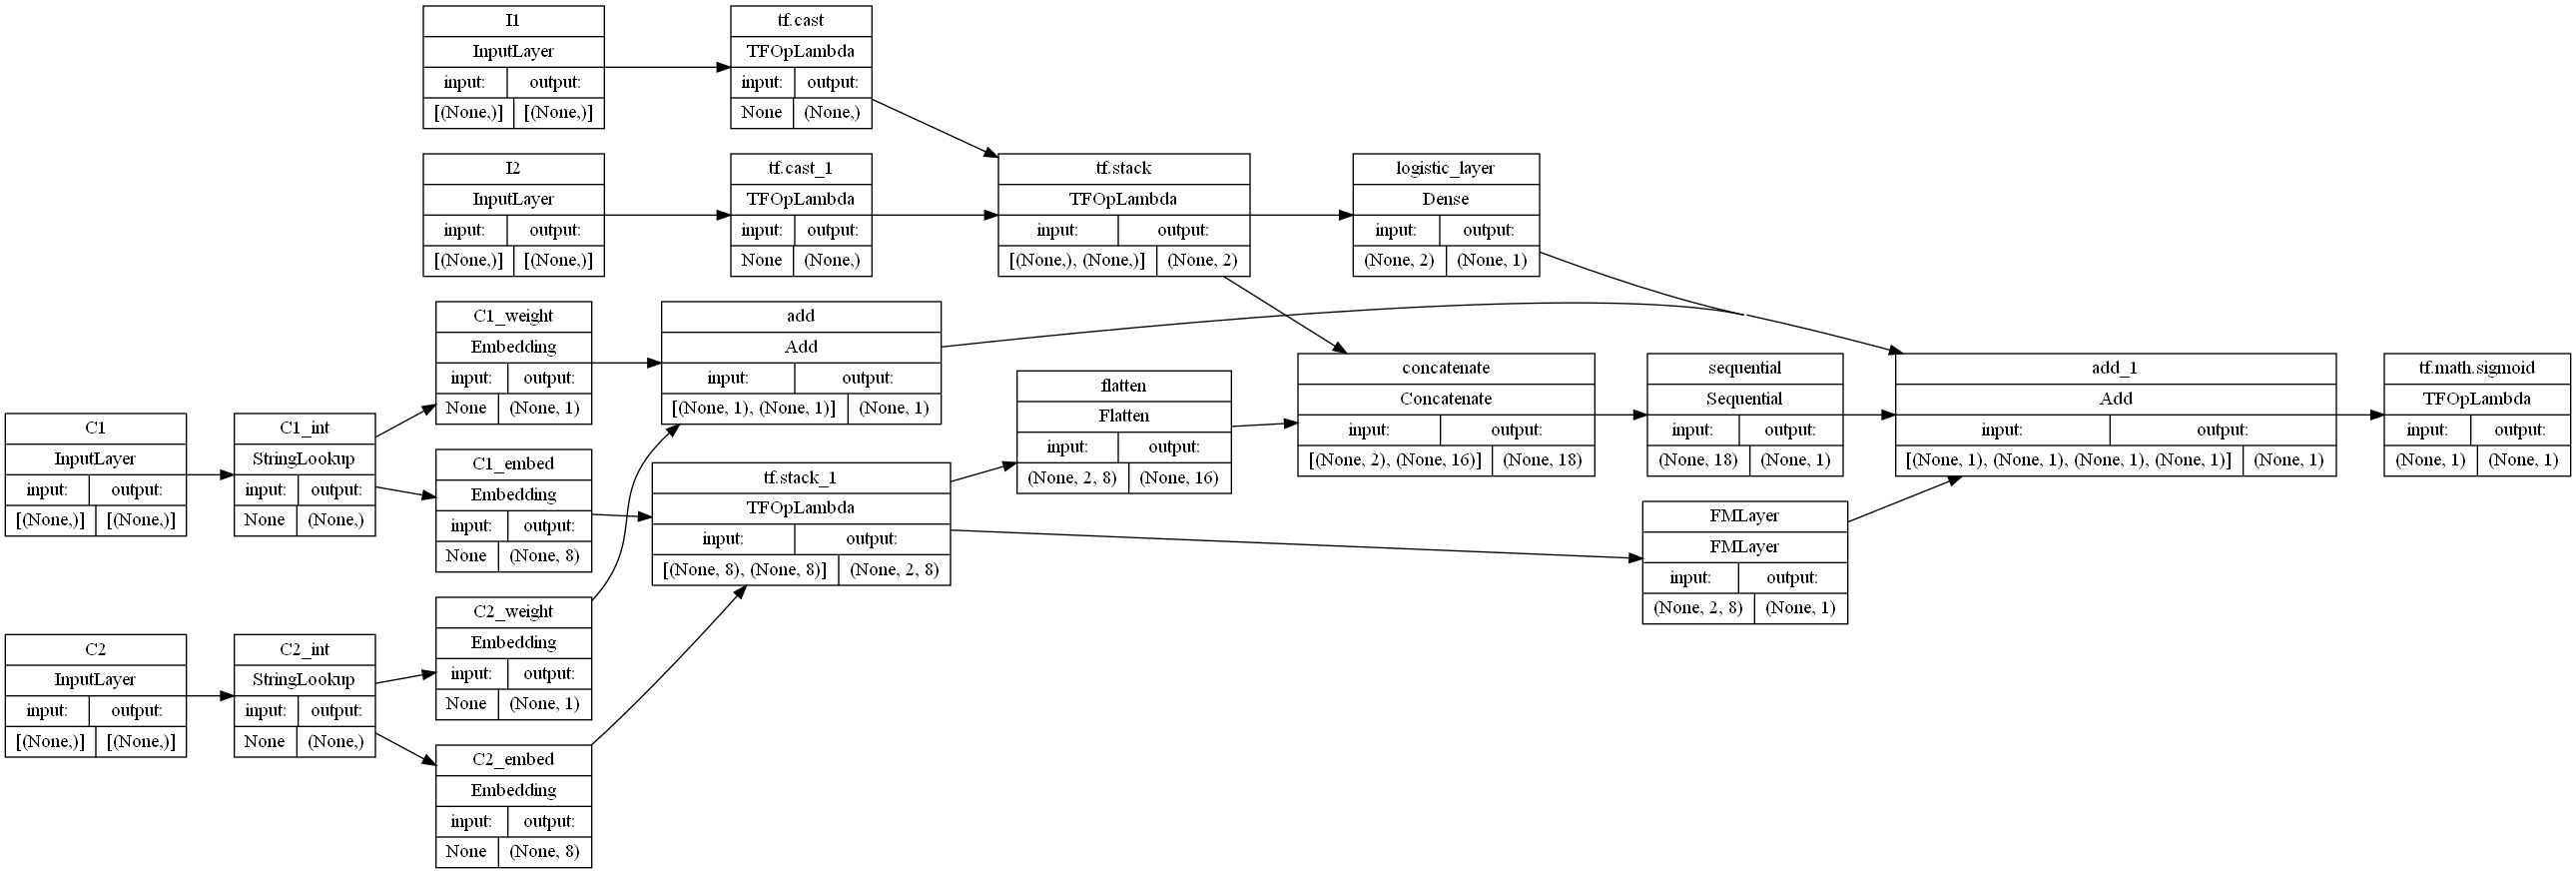 I1
InputLayer
input: output:
[(None,)] [(None,)]
tf.cast
TFOpLambda
input: output:
None (None,)
I2
InputLayer
input: output:
[(None,)] [(None,)]
tf.cast_1
TFOpLambda
input: output:
None (None,)
tf.stack
TFOpLambda
input: output:
[(None,), (None,)] (None, 2)
logistic_layer
Dense
input: output:
(None, 2) (None, 1)
C1
InputLayer
input: output:
[(None,)] [(None,)]
C1_int
StringLookup
input: output:
None (None,)
C1_weight
Embedding
input: output:
None (None, 1)
add
Add
input: output:
[(None, 1), (None, 1)] (None, 1)
C1_embed
Embedding
input: output:
None (None, 8)
tf.stack_1
TFOpLambda
input: output:
[(None, 8), (None, 8)] (None, 2, 8)
flatten
Flatten
input: output:
(None, 2, 8) (None, 16)
concatenate
Concatenate
input: output:
[(None, 2), (None, 16)] (None, 18)
sequential
Sequential
input: output:
(None, 18) (None, 1)
add_1
Add
input: output:
[(None, 1), (None, 1), (None, 1), (None, 1)] (None, 1)
tf.math.sigmoid
TFOpLambda
input: output:
(None, 1) (None, 1)
FMLayer
FMLayer
input: output:
(None, 2, 8) (None, 1)
C2
InputLayer
input: output:
[(None,)] [(None,)]
C2_int
StringLookup
input: output:
None (None,)
C2_weight
Embedding
input: output:
None (None, 1)
C2_embed
Embedding
input: output:
None (None, 8)